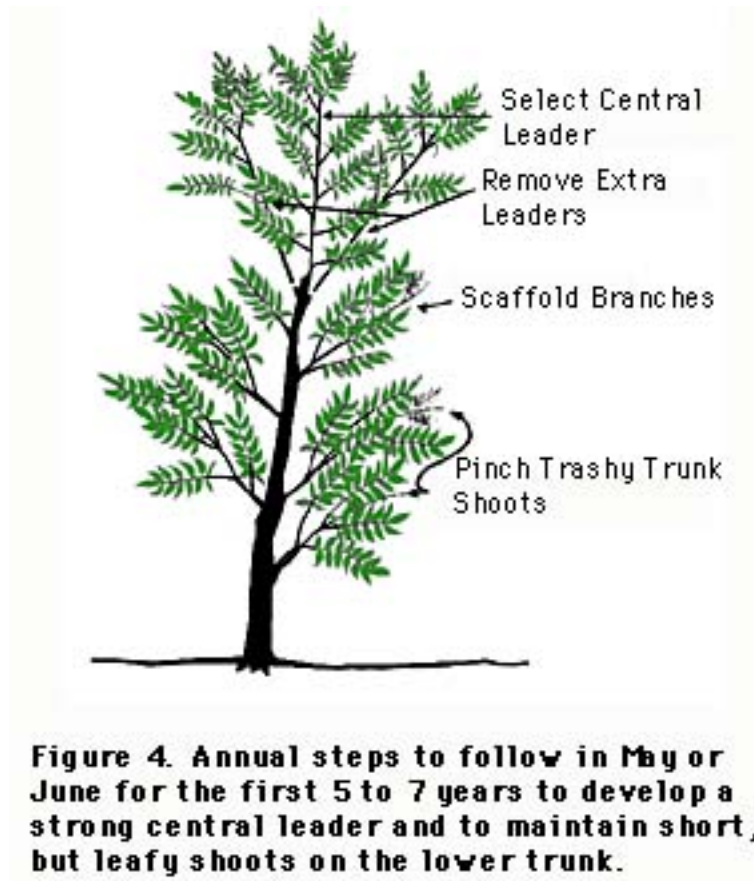 Select Central
Leader
Remove Extra
Leaders
Scaffold Branches
Pinch Trashy Trunk
Shoots
Figure 4. Annual steps to follow in May or
June for the first 5 to 7 years to develop a
strong central leader and to maintain short,
but leafy shoots on the lower trunk.